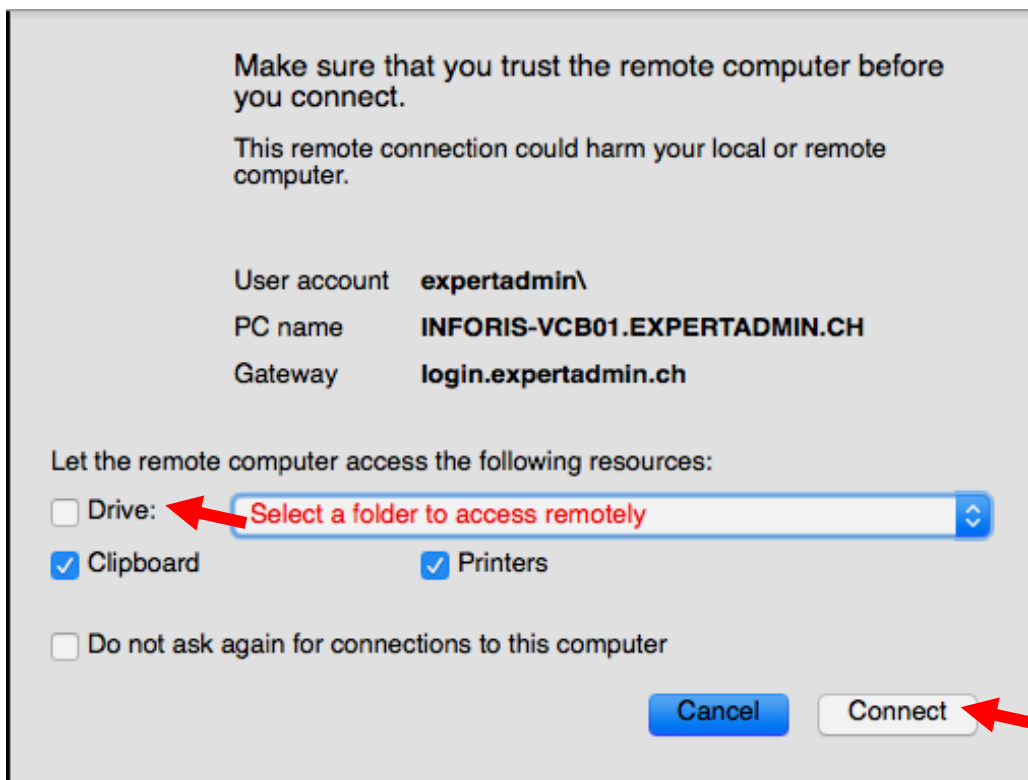 Make sure that you trust the remote computer before
you connect.
This remote connection could harm your local or remote
computer.
User account expertadmin\
PC name INFORIS-VCB01.EXPERTADMIN.CH
Gateway login.expertadmin.ch
Let the remote computer access the following resources:
Drive: Select a folder to access remotely
Clipboard Printers
Do not ask again for connections to this computer
Cancel Connect